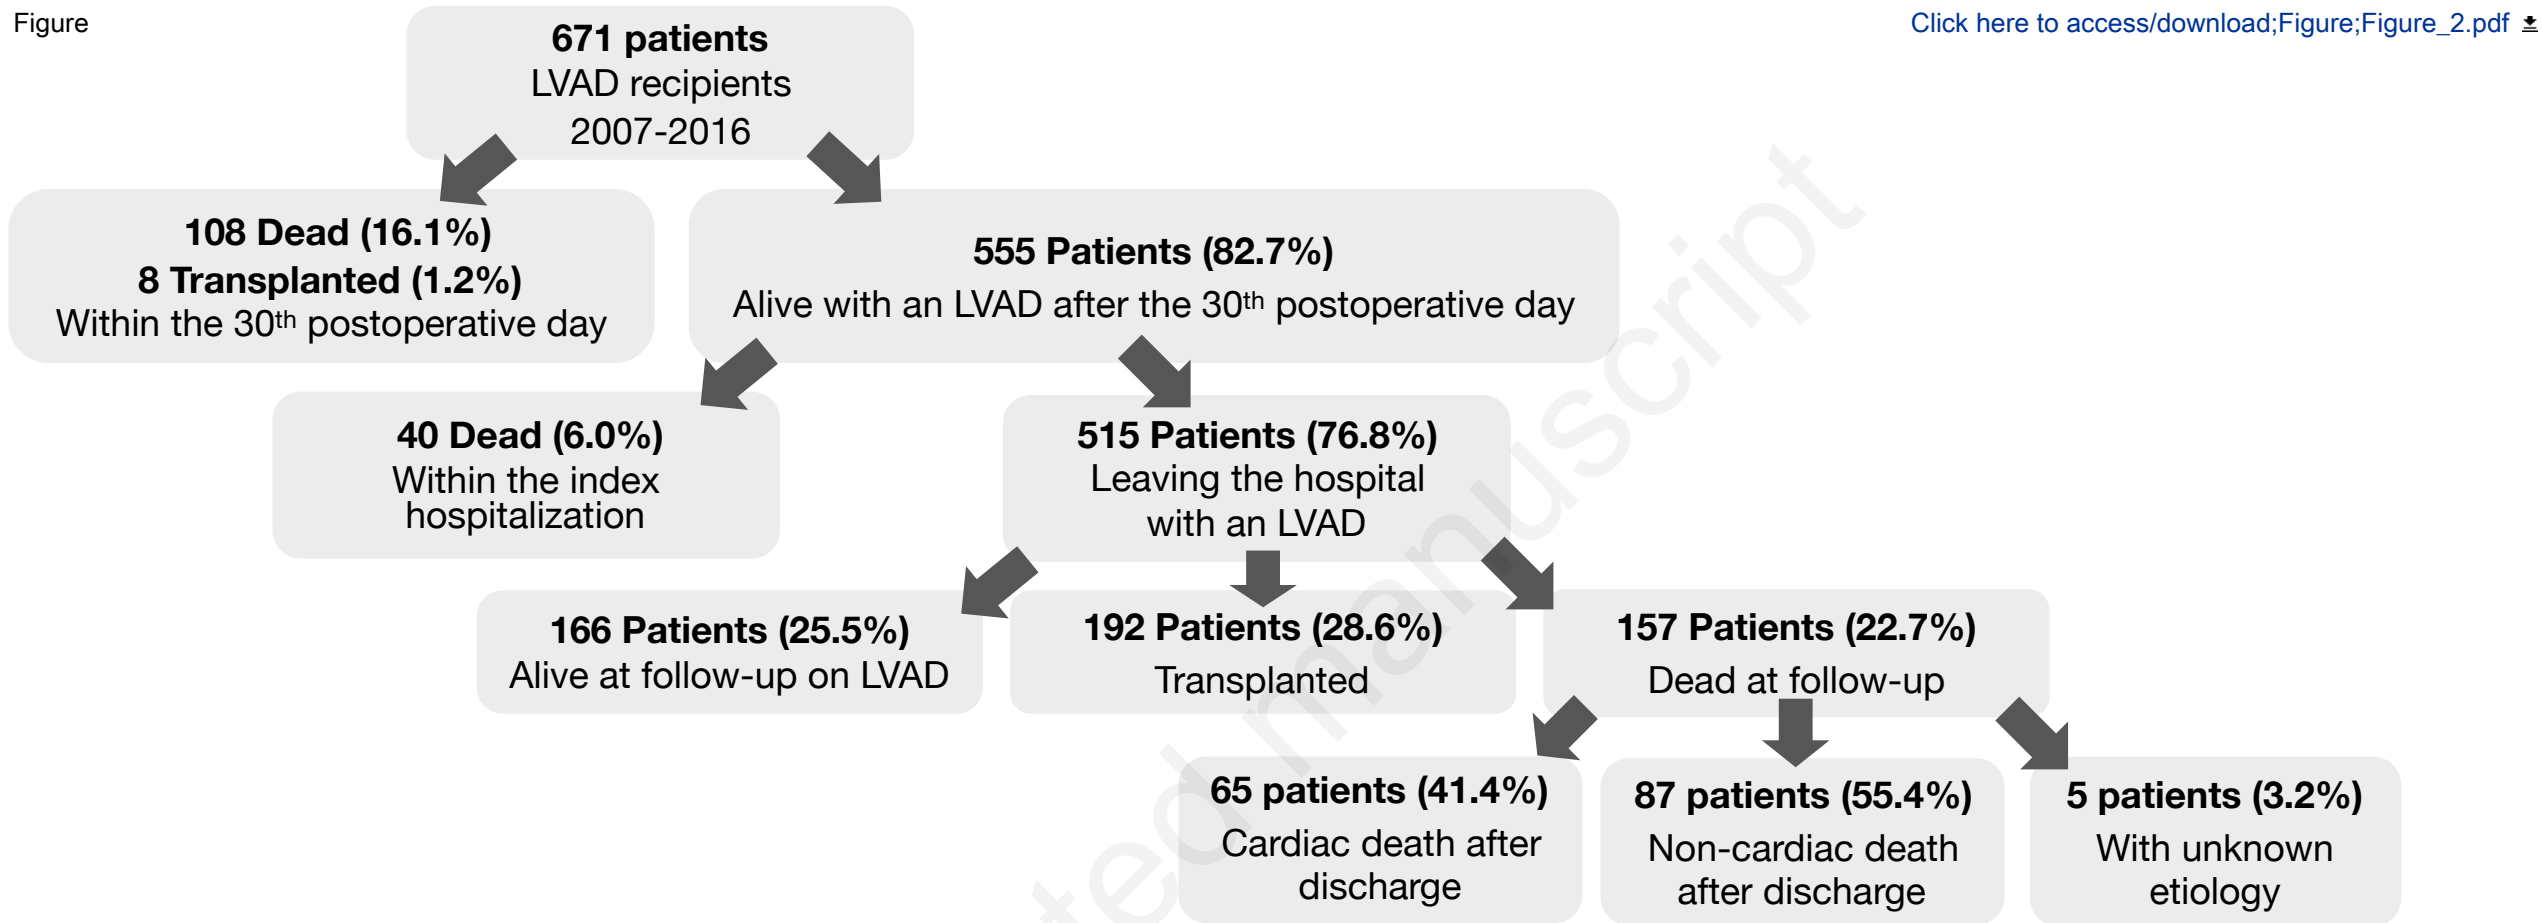 Figure
Click here to access/download;Figure;Figure_2.pdf
671 patients
LVAD recipients
2007-2016
108 Dead (16.1%)
8 Transplanted (1.2%)
Within the 30th postoperative day
555 Patients (82.7%)
Alive with an LVAD after the 30th postoperative day
40 Dead (6.0%)
Within the index
hospitalization
515 Patients (76.8%)
Leaving the hospital
with an LVAD
166 Patients (25.5%)
Alive at follow-up on LVAD
192 Patients (28.6%)
Transplanted
157 Patients (22.7%)
Dead at follow-up
65 patients (41.4%)
Cardiac death after
discharge
87 patients (55.4%)
Non-cardiac death
after discharge
5 patients (3.2%)
With unknown
etiology
ted manuscript